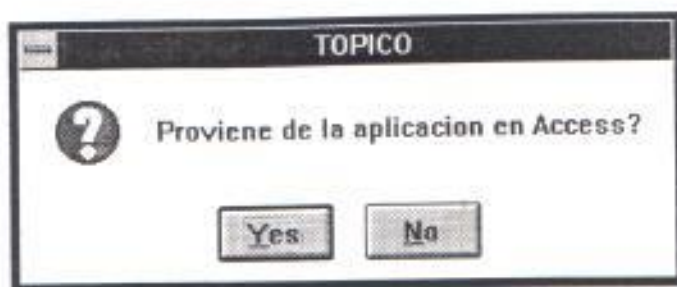 TOPICO
Proviene de la aplicacion en Access?
Yes
No